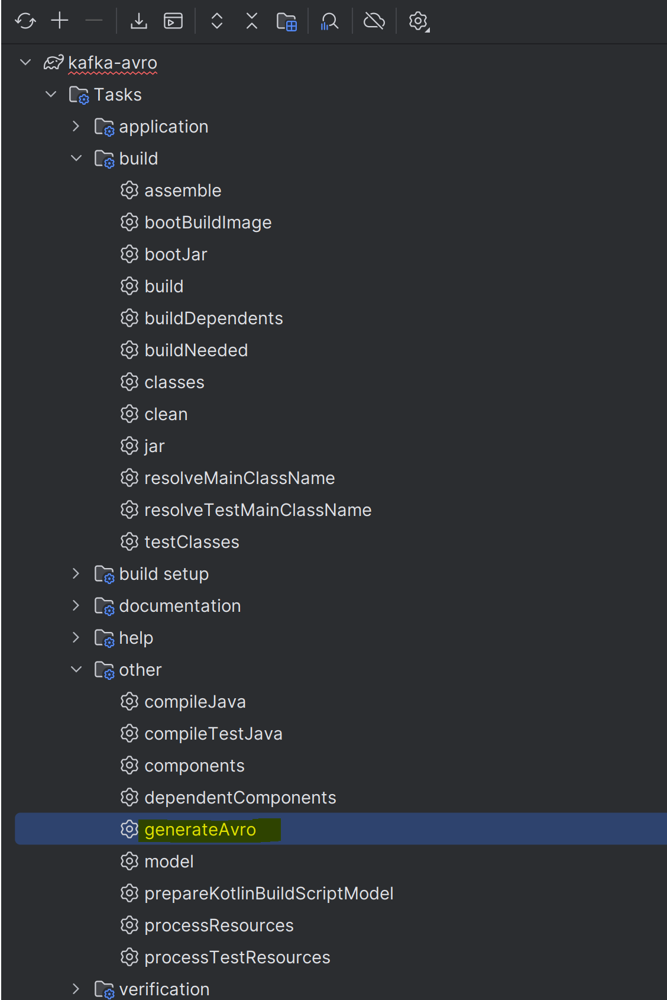 kafka-avro
Tasks
application
build
assemble
bootBuildImage
bootJar
build
buildDependents
buildNeeded
classes
clean
jar
resolveMainClassName
resolveTestMainClassName
testClasses
build setup
documentation
help
other
compileJava
compileTestJava
components
dependentComponents
generateAvro
model
prepareKotlinBuildScriptModel
processResources
processTestResources
verification